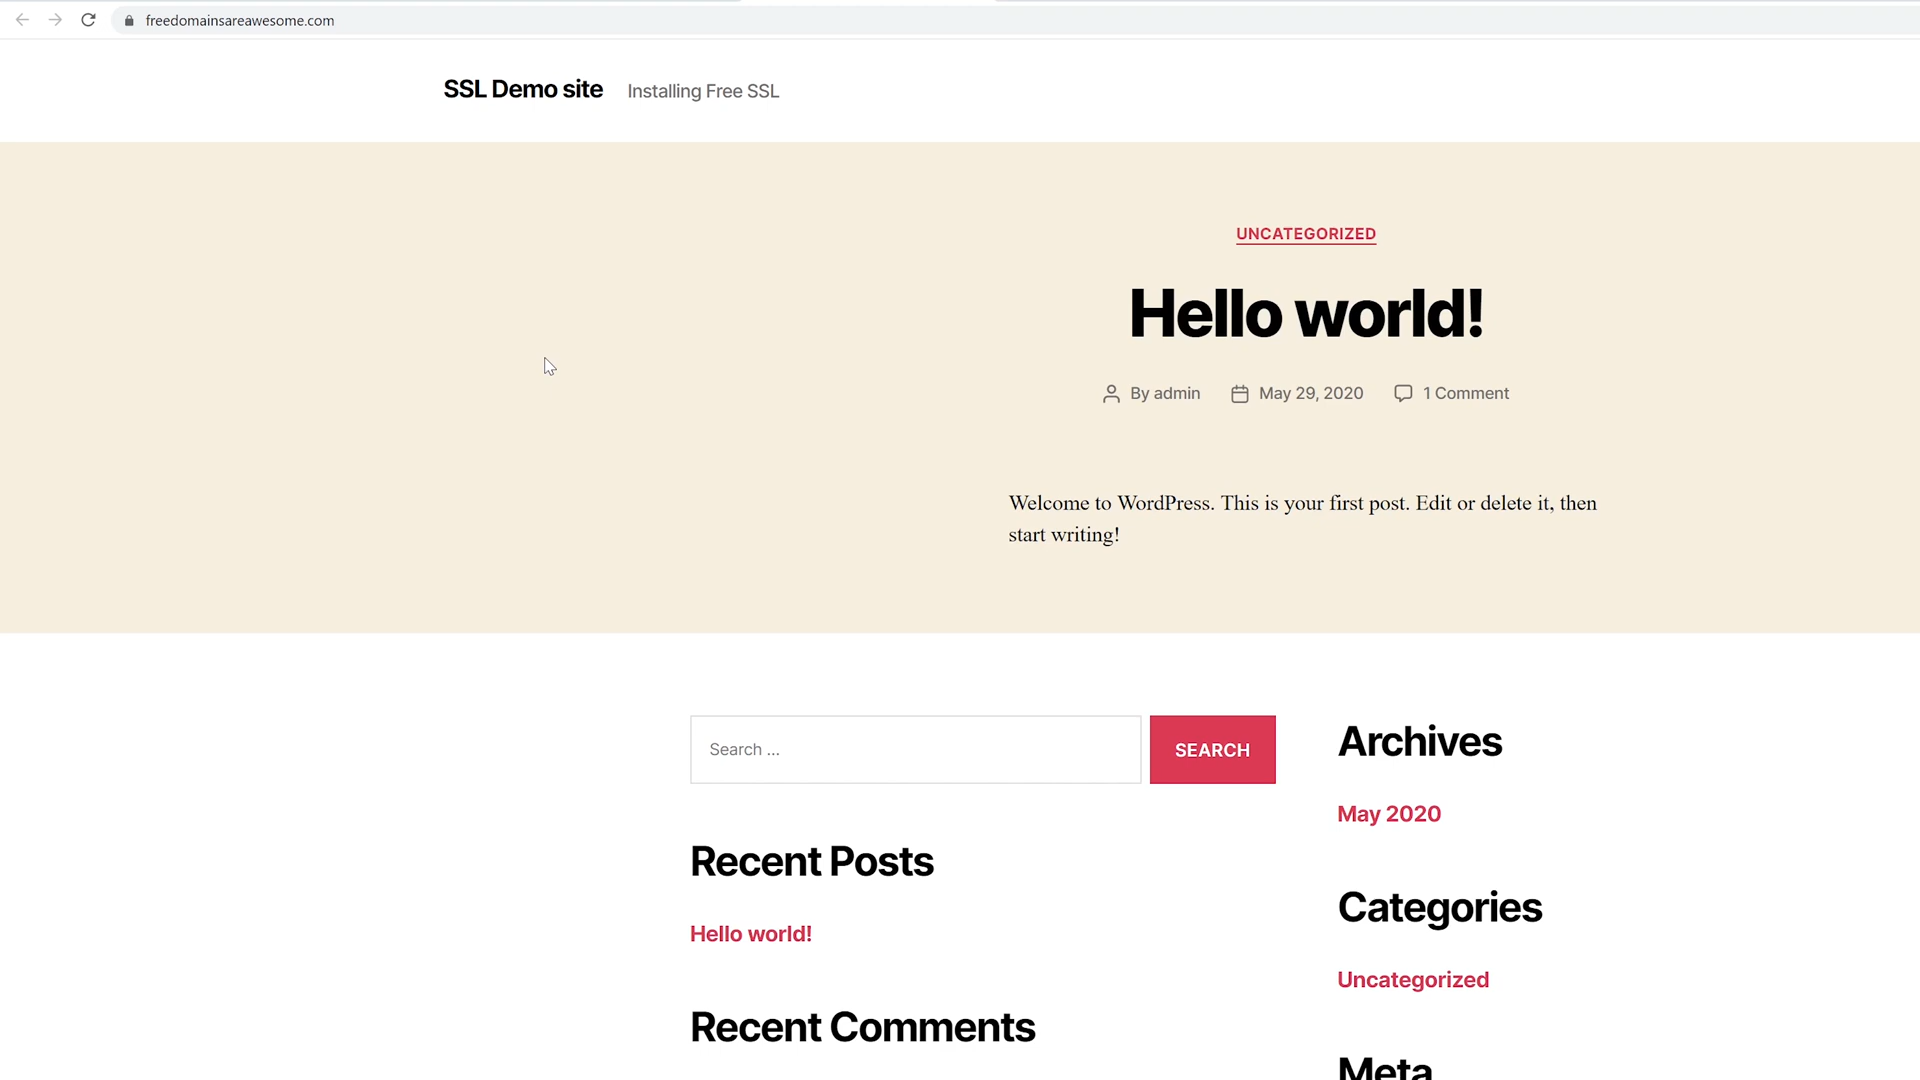 freedomainsareawesome.com
SSL Demo site Installing Free SSL
UNCATEGORIZED
Hello world!
By admin May 29, 2020 1 Comment
Welcome to WordPress. This is your first post. Edit or delete it, then
start writing!
Search ... SEARCH
Recent Posts
Hello world!
Recent Comments
Archives
May 2020
Categories
Uncategorized
Meta